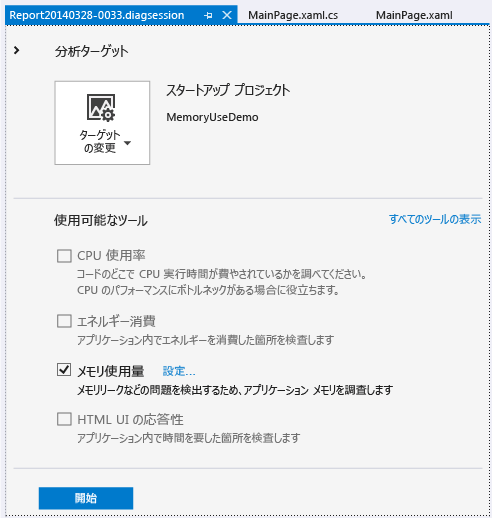 Report20140328-0033.diagsession
MainPage.xaml.cs
MainPage.xaml
分析ターゲット
ターゲット
の変更
スタートアップ プロジェクト
MemoryUseDemo
使用可能なツール
すべてのツールの表示
CPU 使用率
コードのどこで CPU 実行時間が費やされているかを調べてください。
CPU のパフォーマンスにボトルネックがある場合に役立ちます。
エネルギー消費
アプリケーション内でエネルギーを消費した箇所を検査します
メモリ使用量 設定...
メモリリークなどの問題を検出するため、アプリケーション メモリを調査します
HTML UI の応答性
アプリケーション内で時間を要した箇所を検査します
開始